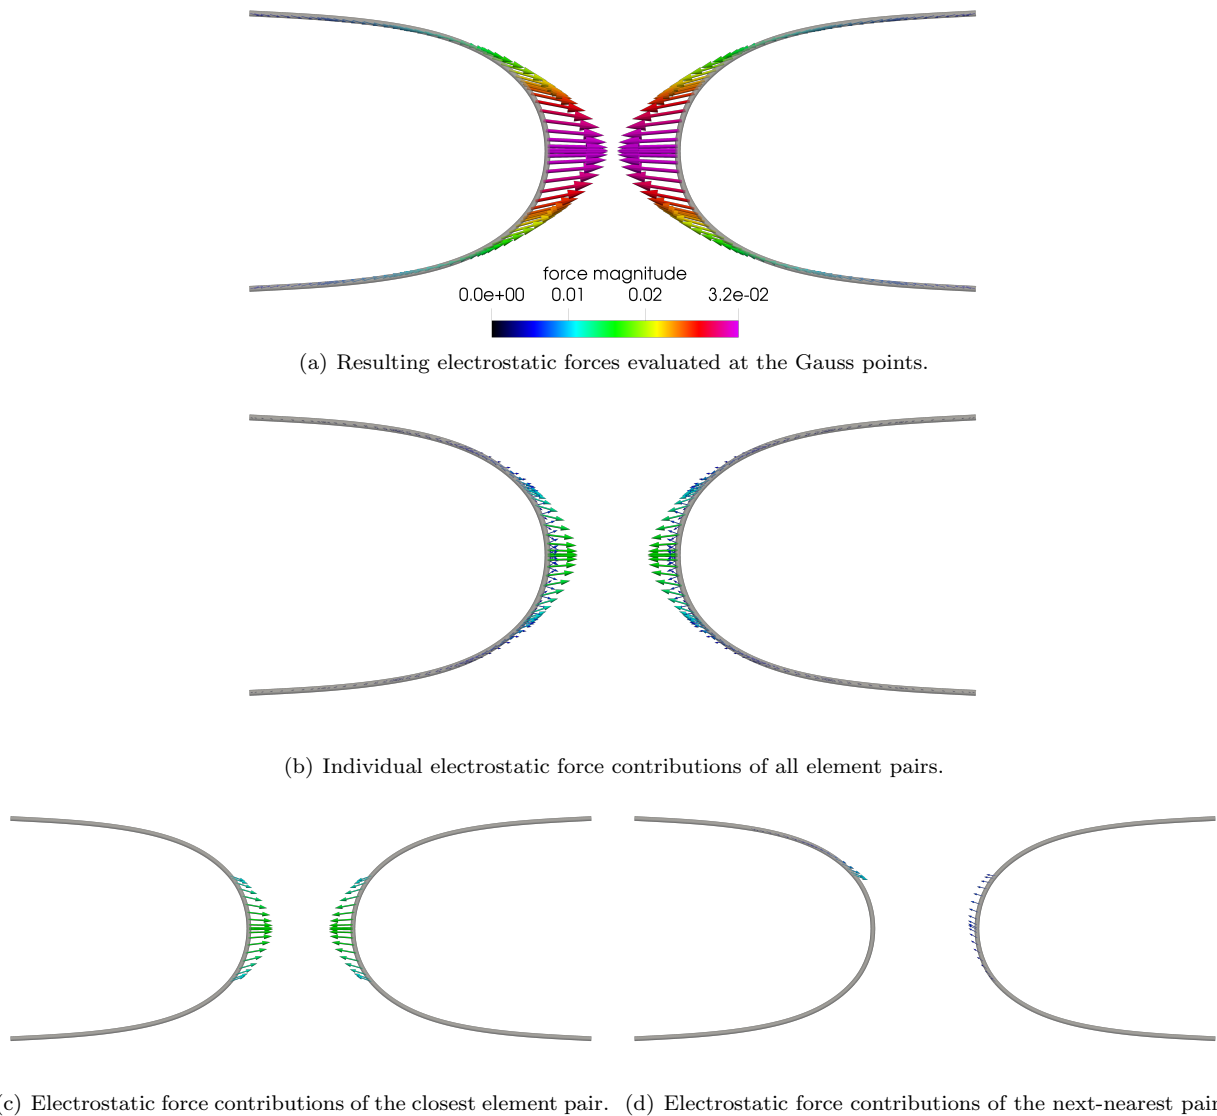 force magnitude
0.0e+00 0.01 0.02 3.2e-02
(a) Resulting electrostatic forces evaluated at the Gauss points.
(b) Individual electrostatic force contributions of all element pairs.
(c) Electrostatic force contributions of the closest element pair.
(d) Electrostatic force contributions of the next-nearest pair